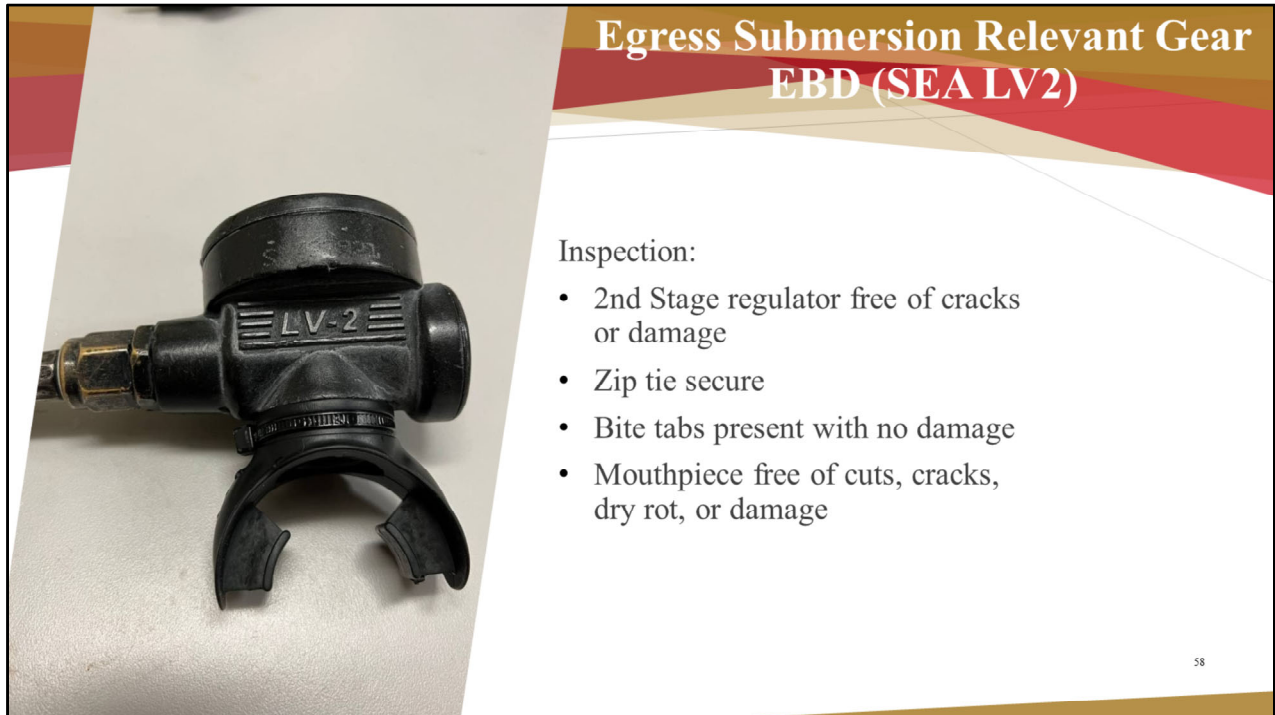 Egress Submersion Relevant Gear
EBD (SEA LV2)
LV-2
Inspection:
• 2nd Stage regulator free of cracks
or damage
• Zip tie secure
• Bite tabs present with no damage
• Mouthpiece free of cuts, cracks,
dry rot, or damage
58